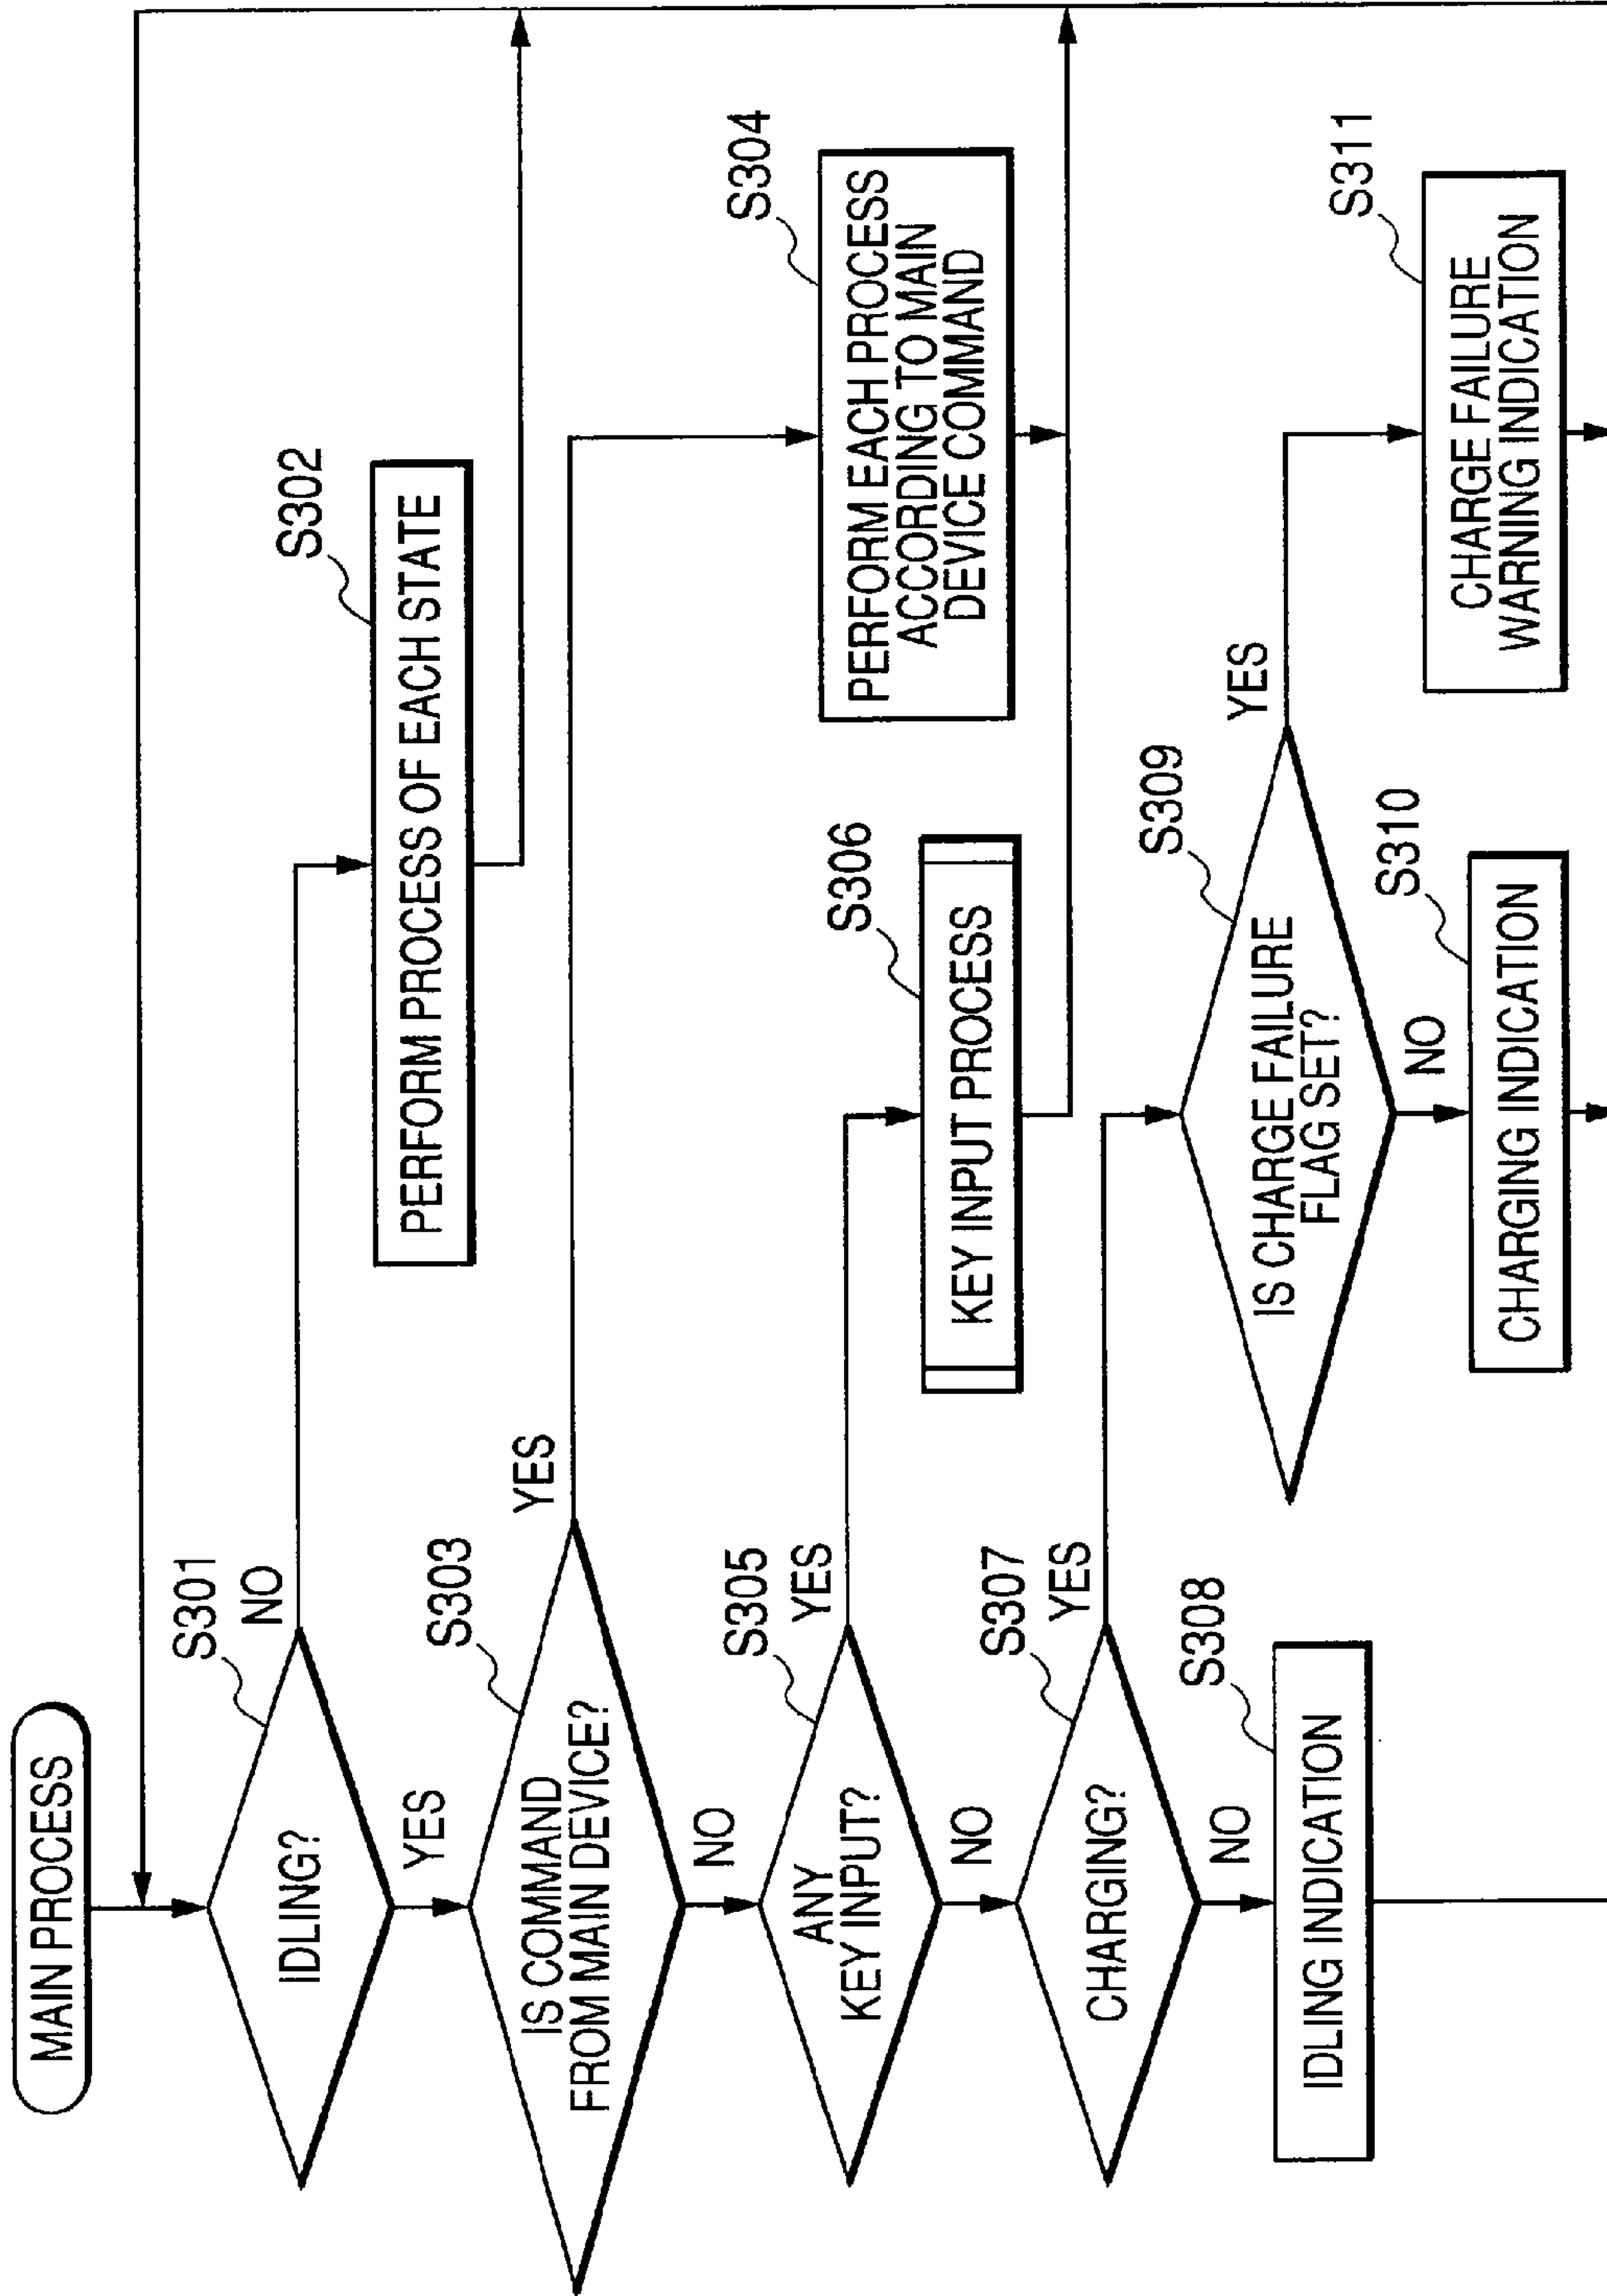 MAIN PROCESS
S301
IDLING?
NO
YES
S302
PERFORM PROCESS OF EACH STATE
S303
IS COMMAND
FROM MAIN DEVICE?
YES
NO
S304
PERFORM EACH PROCESS
ACCORDING TO MAIN
DEVICE COMMAND
S305
ANY
KEY INPUT?
YES
NO
S306
KEY INPUT PROCESS
S307
CHARGING?
YES
NO
S308
IDLING INDICATION
S309
IS CHARGE FAILURE
FLAG SET?
YES
NO
S310
CHARGING INDICATION
S311
CHARGE FAILURE
WARNING INDICATION